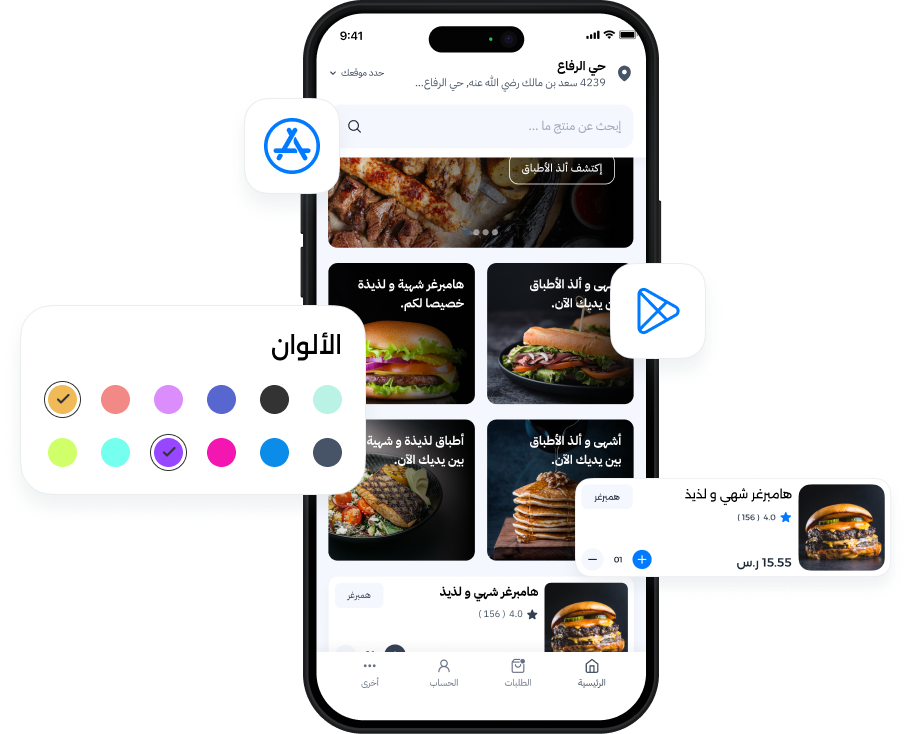 9:41
حي الرفاع
4239 سعد بن مالك رضي الله عنه, حي الرفاع...
حدد موقعك
إبحث عن منتج ما ...
إكتشف ألذ الأطباق
أشهى و ألذ الأطباق
بين يديك الآن.
هامبرغر شهية و لذيذة
خصيصا لكم.
الألوان
أشهى و ألذ الأطباق
بين يديك الآن.
أطباق لذيذة و شهية
بين يديك الآن.
هامبرغر شهي و لذيذ
همبرغر
4.0 ( 156 )
15.55 ر.س
01
هامبرغر شهي و لذيذ
همبرغر
4.0 ( 156 )
الرئيسية
الطلبات
الحساب
أخرى